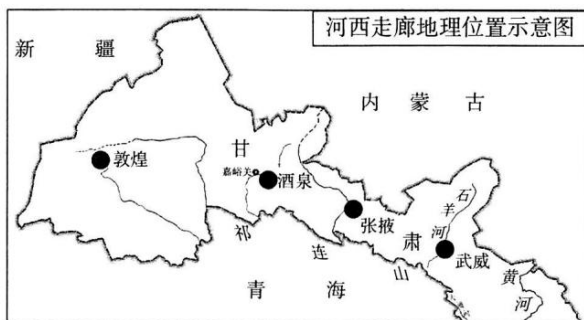 河西走廊地理位置示意图
新疆
内蒙古
甘
敦煌
嘉峪关
酒泉
石
羊
河
张掖
肃
祁
连
山
武威
黄
河
青海